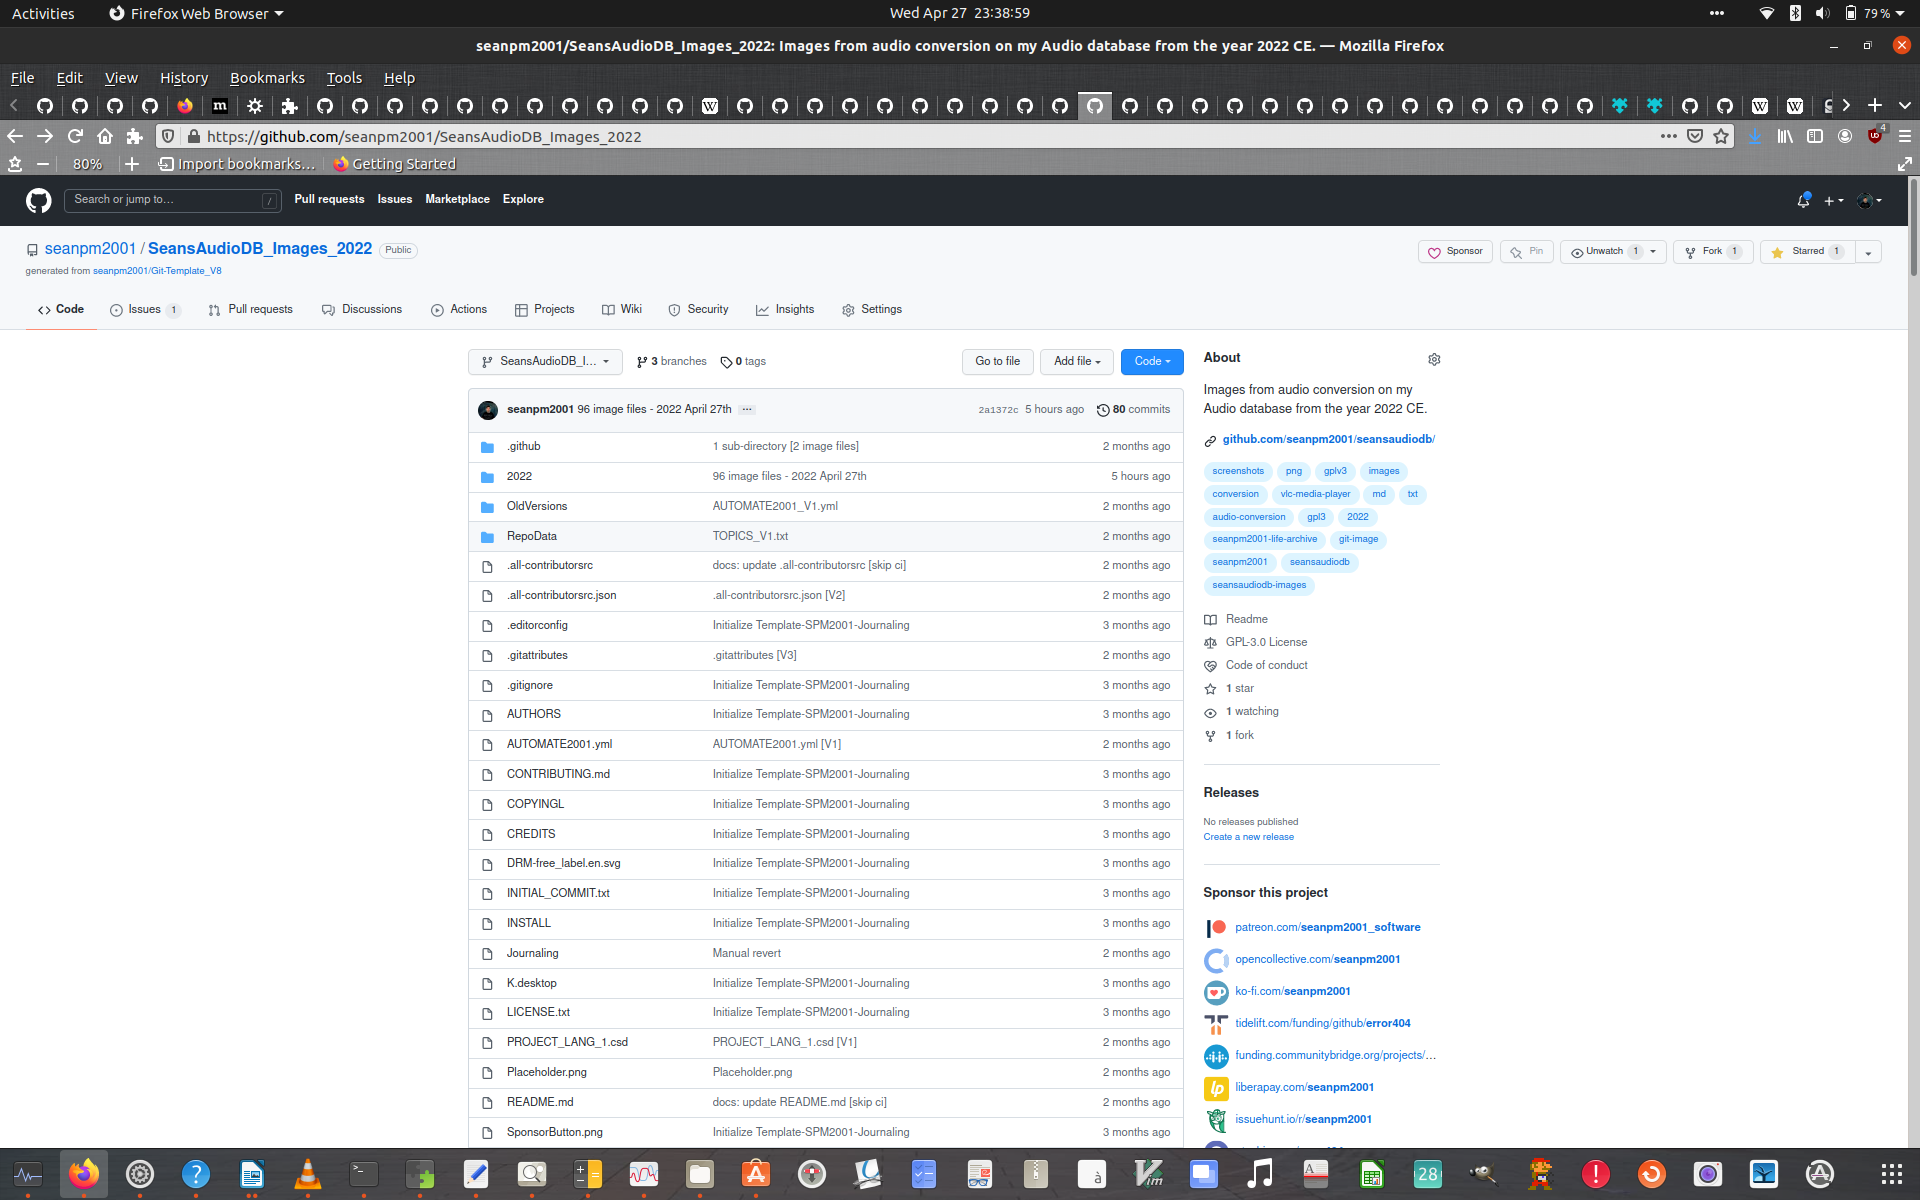 Activities Firefox Web Browser Wed Apr 27 23:38:59 79 %
seanpm2001/SeansAudioDB_Images_2022: Images from audio conversion on my Audio database from the year 2022 CE. — Mozilla Firefox
File Edit View History Bookmarks Tools Help
https://github.com/seanpm2001/SeansAudioDB_Images_2022 4
80% Import bookmarks... Getting Started
Search or jump to... / Pull requests Issues Marketplace Explore
seanpm2001 / SeansAudioDB_Images_2022 Public Sponsor Pin Unwatch 1 Fork 1 Starred 1
generated from seanpm2001/Git-Template_V8
Code Issues 1 Pull requests Discussions Actions Projects Wiki Security Insights Settings
SeansAudioDB_I... 3 branches 0 tags Go to file Add file Code
seanpm2001 96 image files - 2022 April 27th ... 2a1372c 5 hours ago 80 commits
.github 1 sub-directory [2 image files] 2 months ago
2022 96 image files - 2022 April 27th 5 hours ago
OldVersions AUTOMATE2001_V1.yml 2 months ago
RepoData TOPICS_V1.txt 2 months ago
.all-contributorsrc docs: update .all-contributorsrc [skip ci] 2 months ago
.all-contributorsrc.json .all-contributorsrc.json [V2] 2 months ago
.editorconfig Initialize Template-SPM2001-Journaling 3 months ago
.gitattributes .gitattributes [V3] 2 months ago
.gitignore Initialize Template-SPM2001-Journaling 3 months ago
AUTHORS Initialize Template-SPM2001-Journaling 3 months ago
AUTOMATE2001.yml AUTOMATE2001.yml [V1] 2 months ago
CONTRIBUTING.md Initialize Template-SPM2001-Journaling 3 months ago
COPYINGL Initialize Template-SPM2001-Journaling 3 months ago
CREDITS Initialize Template-SPM2001-Journaling 3 months ago
DRM-free_label.en.svg Initialize Template-SPM2001-Journaling 3 months ago
INITIAL_COMMIT.txt Initialize Template-SPM2001-Journaling 3 months ago
INSTALL Initialize Template-SPM2001-Journaling 3 months ago
Journaling Manual revert 2 months ago
K.desktop Initialize Template-SPM2001-Journaling 3 months ago
LICENSE.txt Initialize Template-SPM2001-Journaling 3 months ago
PROJECT_LANG_1.csd PROJECT_LANG_1.csd [V1] 2 months ago
Placeholder.png Placeholder.png 2 months ago
README.md docs: update README.md [skip ci] 2 months ago
SponsorButton.png Initialize Template-SPM2001-Journaling 3 months ago
About
Images from audio conversion on my
Audio database from the year 2022 CE.
github.com/seanpm2001/seansaudiodb/
screenshots png gplv3 images
conversion vlc-media-player md txt
audio-conversion gpl3 2022
seanpm2001-life-archive git-image
seanpm2001 seansaudiodb
seansaudiodb-images
Readme
GPL-3.0 License
Code of conduct
1 star
1 watching
1 fork
Releases
No releases published
Create a new release
Sponsor this project
patreon.com/seanpm2001_software
opencollective.com/seanpm2001
ko-fi.com/seanpm2001
tidelift.com/funding/github/error404
funding.communitybridge.org/projects/...
liberapay.com/seanpm2001
issuehunt.io/r/seanpm2001
28